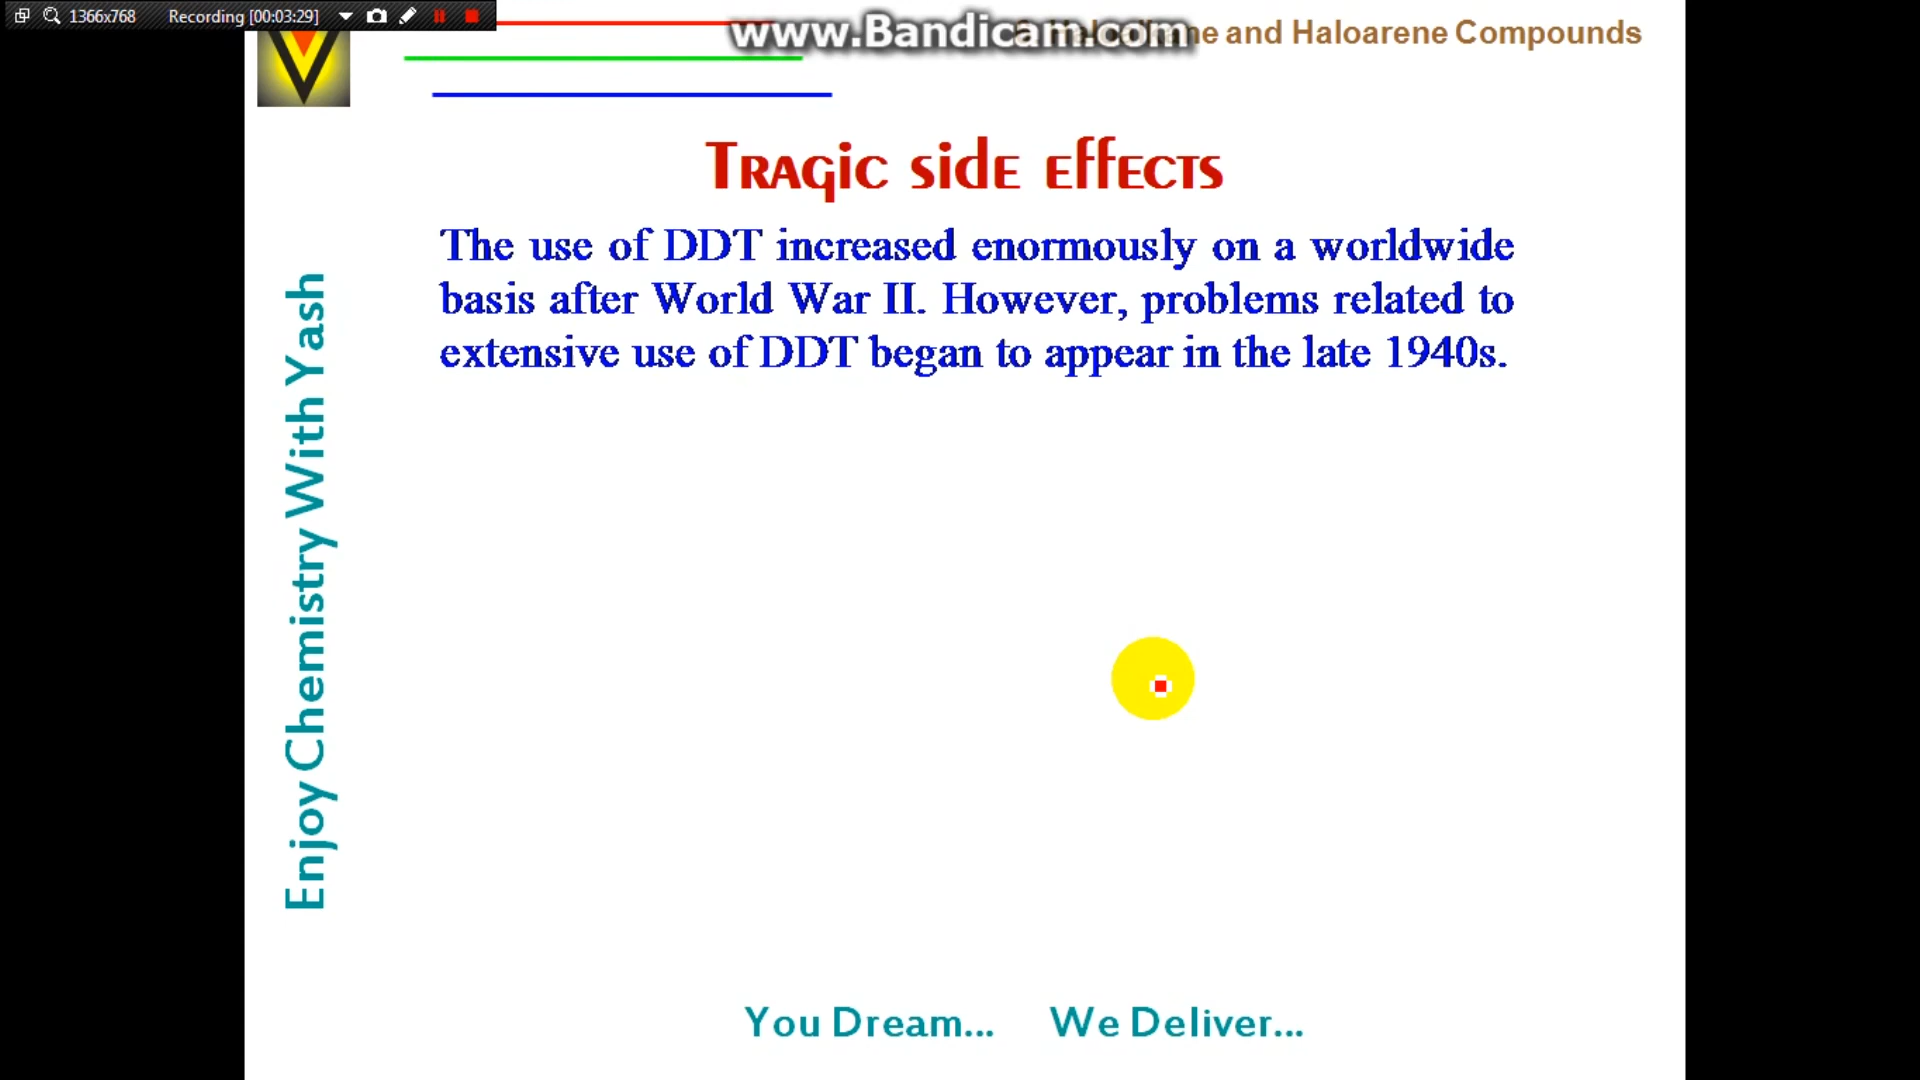 1366x768 Recording [00:03:29]
www.Bandicam.com
and Haloarene Compounds
Tragic side effects
The use of DDT increased enormously on a worldwide
basis after World War II. However, problems related to
extensive use of DDT began to appear in the late 1940s.
Enjoy Chemistry With Yash
You Dream... We Deliver...